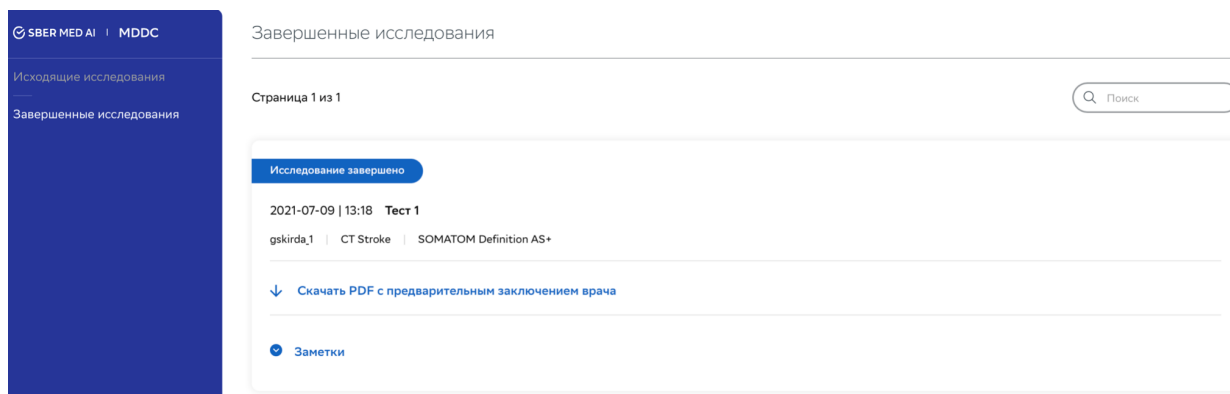 SBER MED AI | MDDC
Исходящие исследования
Завершенные исследования
Завершенные исследования
Страница 1 из 1
Поиск
Исследование завершено
2021-07-09 | 13:18 Тест 1
gskirda_1 | CT Stroke | SOMATOM Definition AS+
Скачать PDF с предварительным заключением врача
Заметки